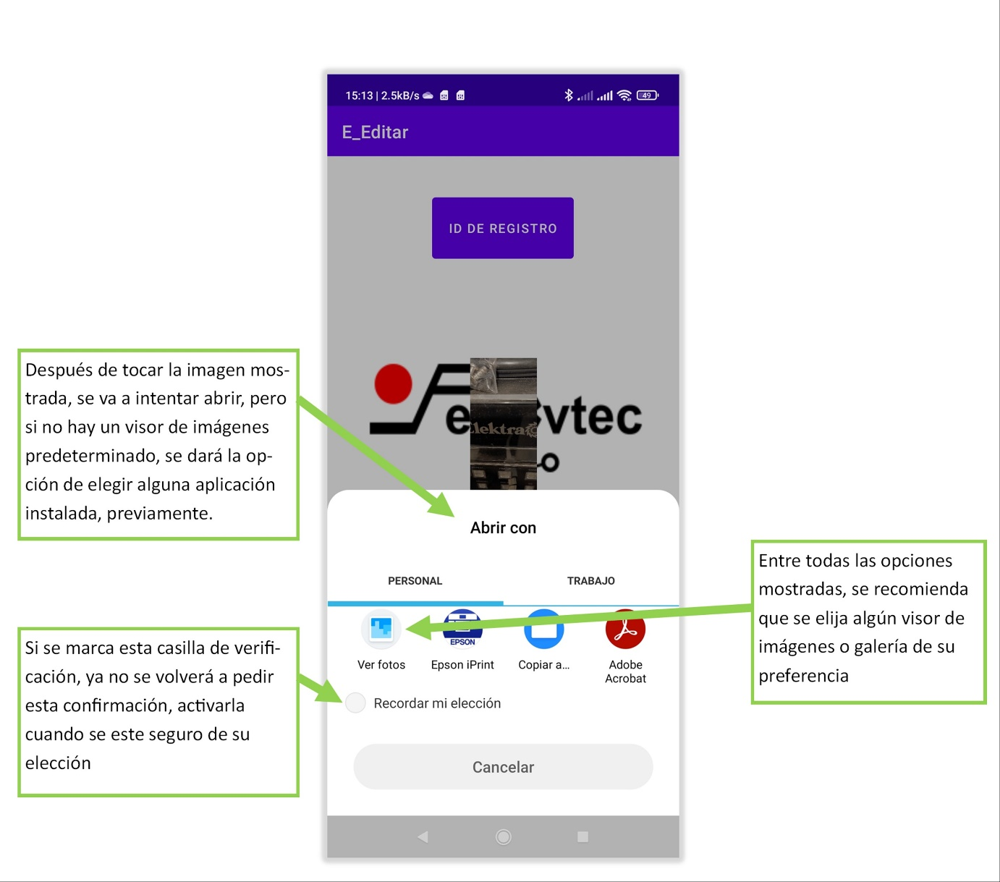 15:13 | 2.5kB/s
49
E_Editar
ID DE REGISTRO
Después de tocar la imagen mos-
trada, se va a intentar abrir, pero
si no hay un visor de imágenes
predeterminado, se dará la op-
ción de elegir alguna aplicación
instalada, previamente.
vtec
Abrir con
PERSONAL
TRABAJO
Entre todas las opciones
mostradas, se recomienda
que se elija algún visor de
imágenes o galería de su
preferencia
EPSON
Ver fotos
Epson iPrint
Copiar a...
Adobe
Acrobat
Si se marca esta casilla de verifi-
cación, ya no se volverá a pedir
esta confirmación, activarla
cuando se este seguro de su
elección
Recordar mi elección
Cancelar